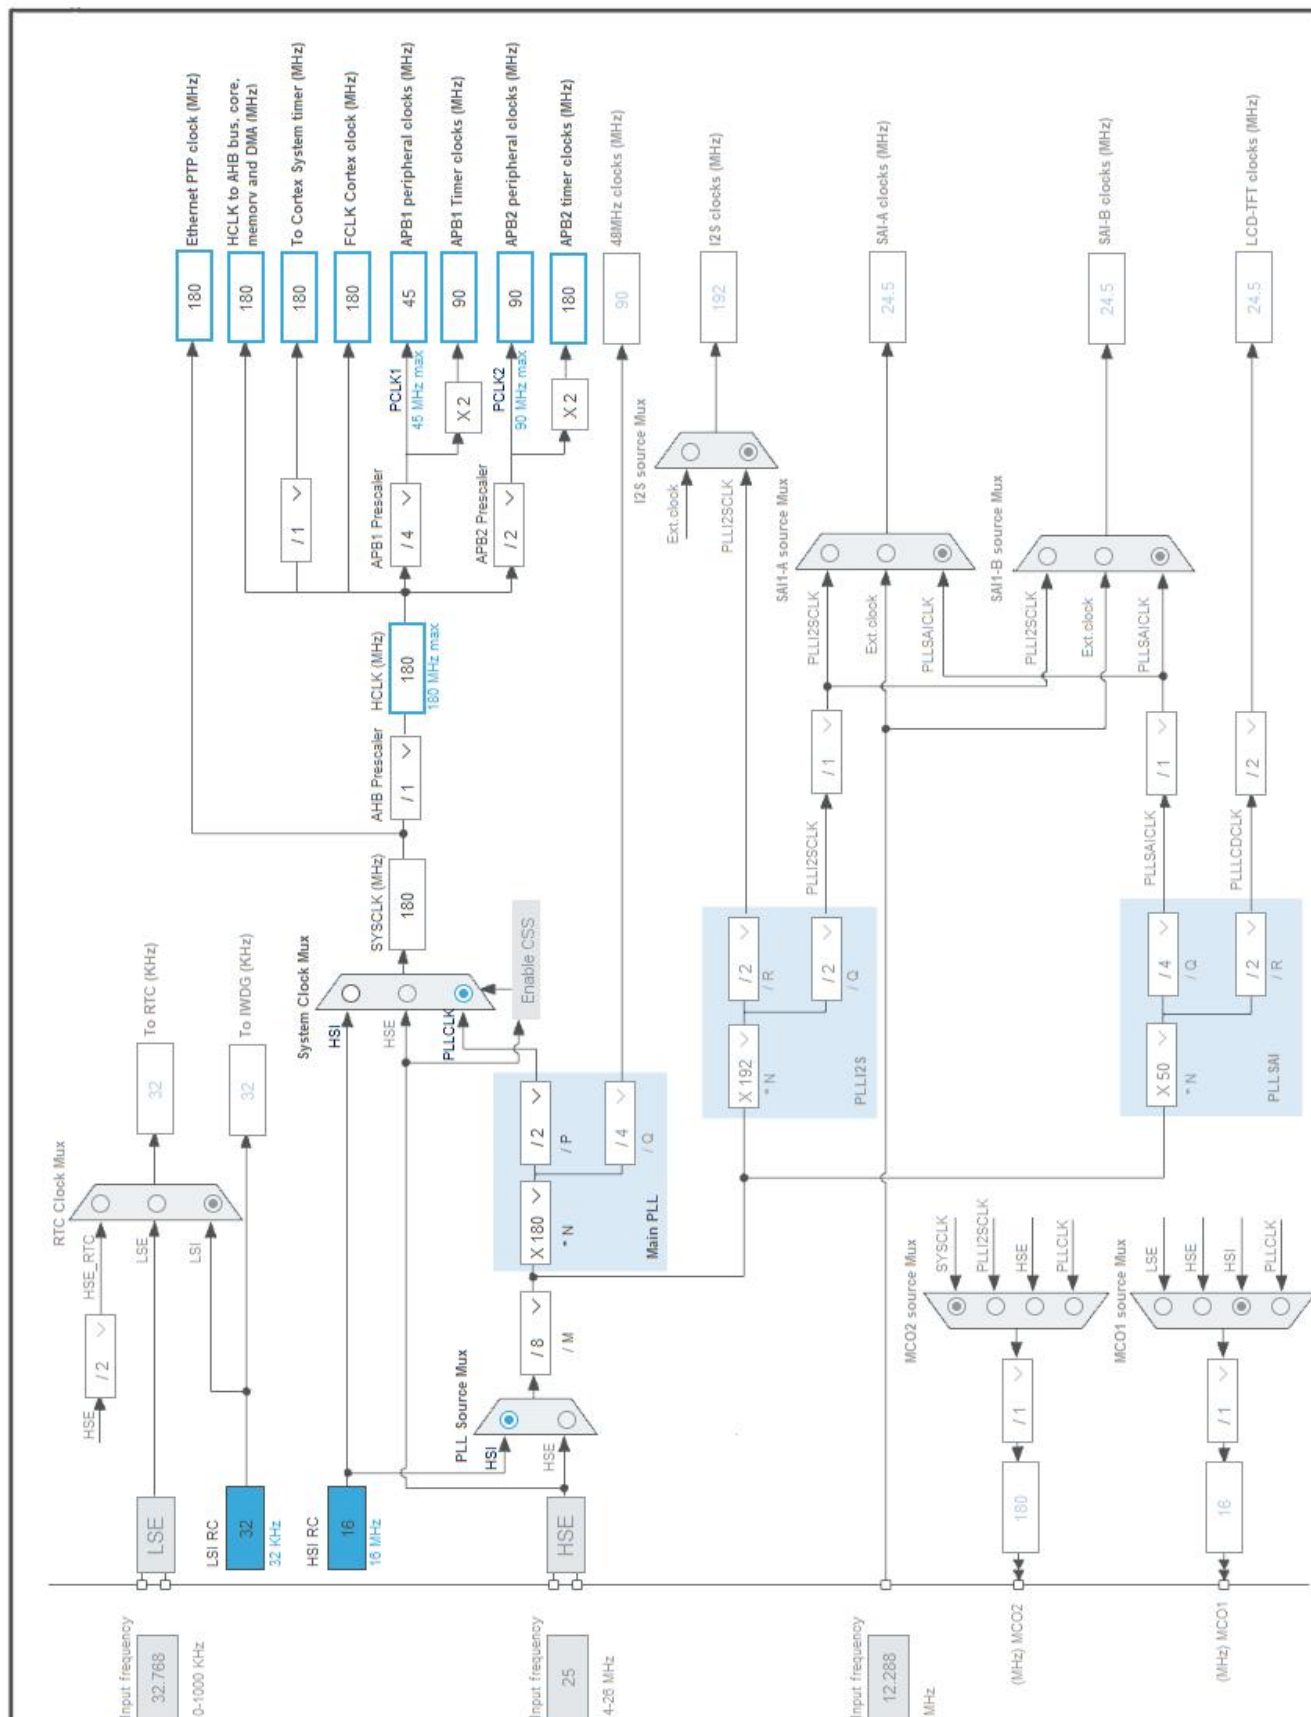 Input frequency
32.768
0-1000 KHz
LSE
HSE
/ 2
HSE_RTC
LSE
LSI
RTC Clock Mux
32
To RTC (KHz)
LSI RC
32
32 KHz
32
To IWDG (KHz)
HSI RC
16
16 MHz
Input frequency
25
4-26 MHz
HSE
PLL Source Mux
HSI
HSE
/ 8
/ M
X 180
* N
/ 2
/ P
/ 4
/ Q
Main PLL
System Clock Mux
HSI
HSE
PLLCLK
Enable CSS
SYSCLK (MHz)
180
AHB Prescaler
/ 1
HCLK (MHz)
180
180 MHz max
/ 1
APB1 Prescaler
/ 4
PCLK1
45 MHz max
X 2
APB2 Prescaler
/ 2
PCLK2
90 MHz max
X 2
180
Ethernet PTP clock (MHz)
180
HCLK to AHB bus, core,
memory and DMA (MHz)
180
To Cortex System timer (MHz)
180
FCLK Cortex clock (MHz)
45
APB1 peripheral clocks (MHz)
90
APB1 Timer clocks (MHz)
90
APB2 peripheral clocks (MHz)
180
APB2 timer clocks (MHz)
90
48MHz clocks (MHz)
X 192
* N
/ 2
/ R
/ 2
/ Q
PLLI2S
I2S source Mux
Ext.clock
PLLI2SCLK
192
I2S clocks (MHz)
PLLI2SCLK
/ 1
SAI1-A source Mux
PLLI2SCLK
Ext.clock
PLLSAICLK
24.5
SAI-A clocks (MHz)
SAI1-B source Mux
PLLI2SCLK
Ext.clock
PLLSAICLK
24.5
SAI-B clocks (MHz)
X 50
* N
/ 4
/ Q
/ 2
/ R
PLLSAI
PLLSAICLK
/ 1
PLLLCDCLK
/ 2
24.5
LCD-TFT clocks (MHz)
Input frequency
12.288
MHz
MCO2 source Mux
SYSCLK
PLLI2SCLK
HSE
PLLCLK
/ 1
180
(MHz) MCO2
MCO1 source Mux
LSE
HSE
HSI
PLLCLK
/ 1
16
(MHz) MCO1